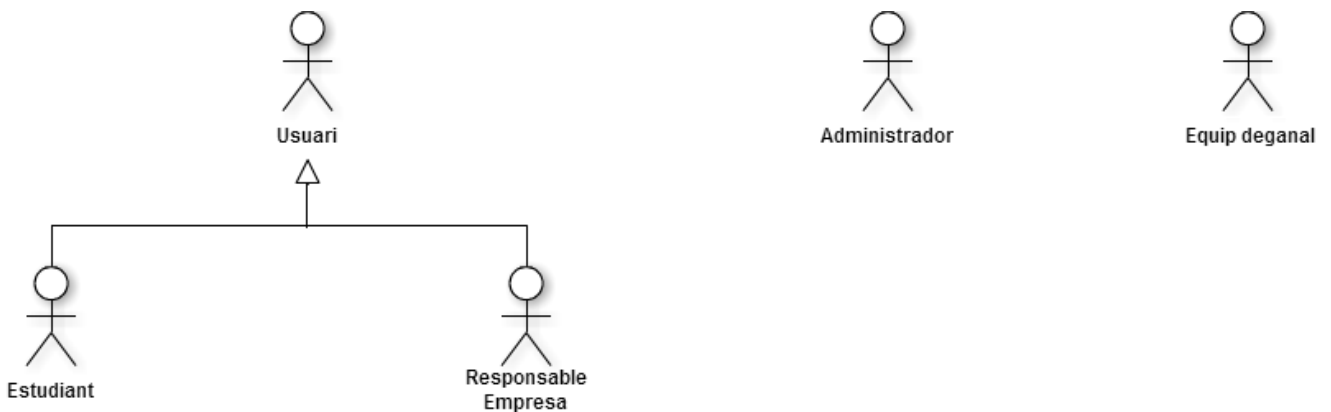 Usuari
Administrador
Equip deganal
Estudiant
Responsable
Empresa